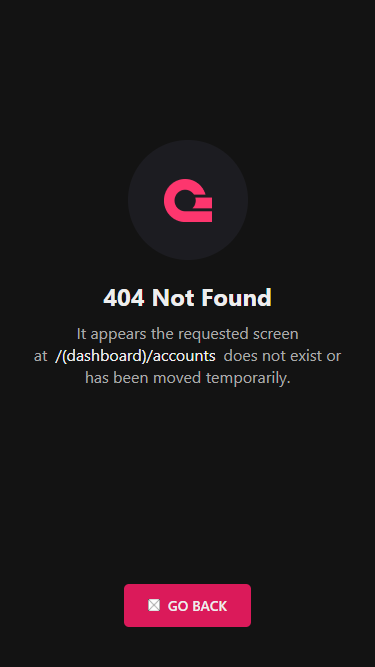 404 Not Found
It appears the requested screen
at /(dashboard)/accounts does not exist or
has been moved temporarily.
GO BACK